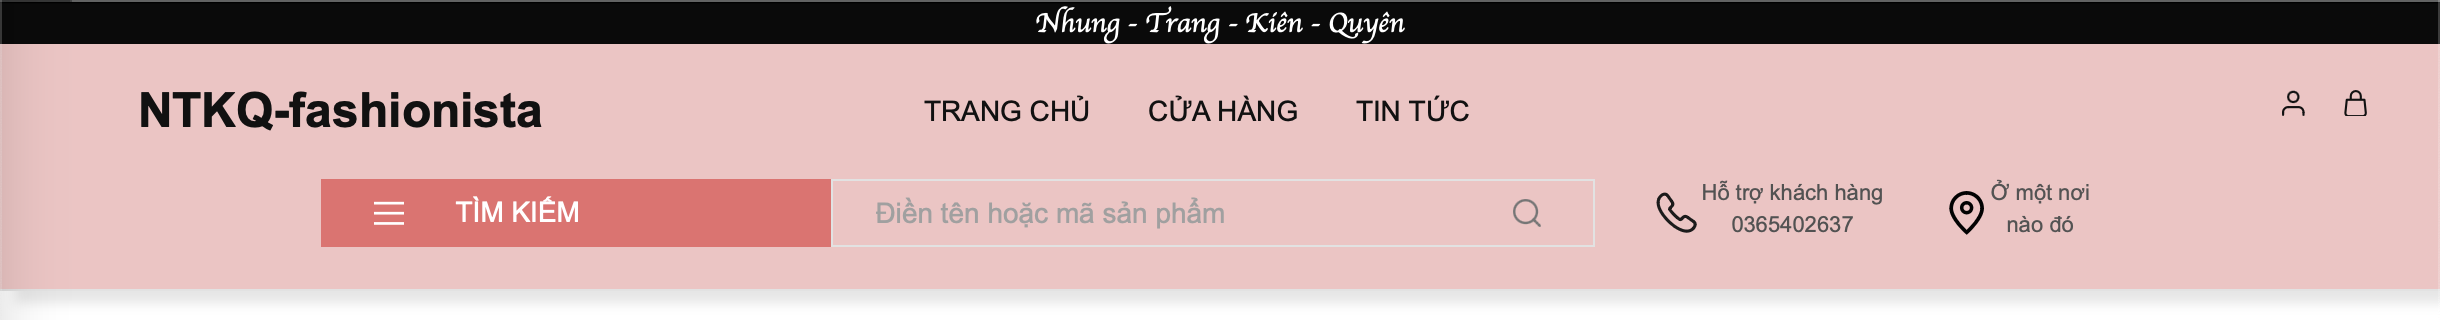 Nhung - Trang - Kiên - Quyên
NTKQ-fashionista
TRANG CHỦ
CỬA HÀNG
TIN TỨC
TÌM KIẾM
Điền tên hoặc mã sản phẩm
Hỗ trợ khách hàng
0365402637
Ở một nơi
nào đó